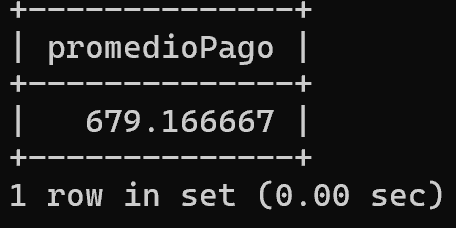 +--------------+
| promedioPago |
+--------------+
|   679.166667 |
+--------------+
1 row in set (0.00 sec)